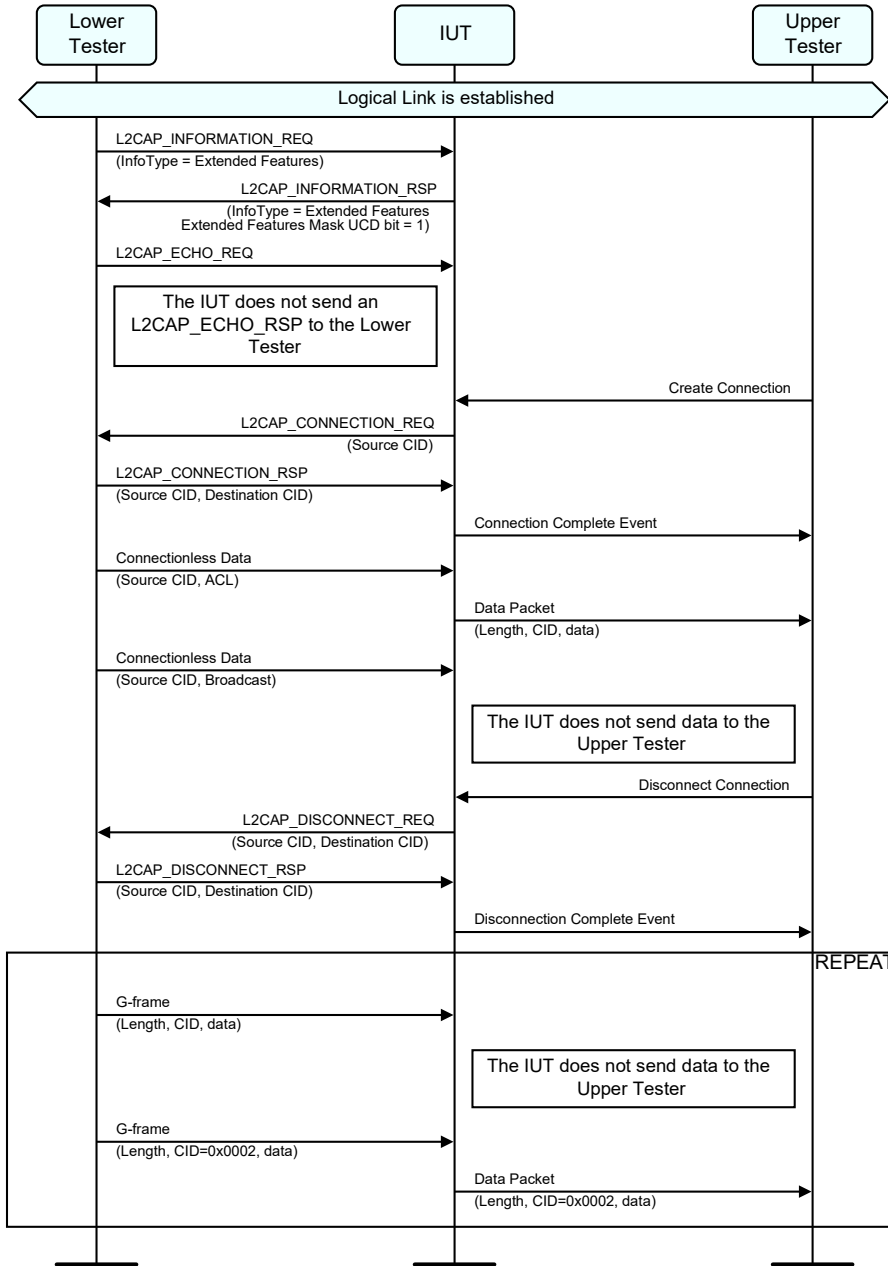 Lower
Tester
IUT
Upper
Tester
Logical Link is established
L2CAP_INFORMATION_REQ
(InfoType = Extended Features)
L2CAP_INFORMATION_RSP
(InfoType = Extended Features
Extended Features Mask UCD bit = 1)
L2CAP_ECHO_REQ
The IUT does not send an
L2CAP_ECHO_RSP to the Lower
Tester
Create Connection
L2CAP_CONNECTION_REQ
(Source CID)
L2CAP_CONNECTION_RSP
(Source CID, Destination CID)
Connection Complete Event
Connectionless Data
(Source CID, ACL)
Data Packet
(Length, CID, data)
Connectionless Data
(Source CID, Broadcast)
The IUT does not send data to the
Upper Tester
Disconnect Connection
L2CAP_DISCONNECT_REQ
(Source CID, Destination CID)
L2CAP_DISCONNECT_RSP
(Source CID, Destination CID)
Disconnection Complete Event
REPEAT
G-frame
(Length, CID, data)
The IUT does not send data to the
Upper Tester
G-frame
(Length, CID=0x0002, data)
Data Packet
(Length, CID=0x0002, data)